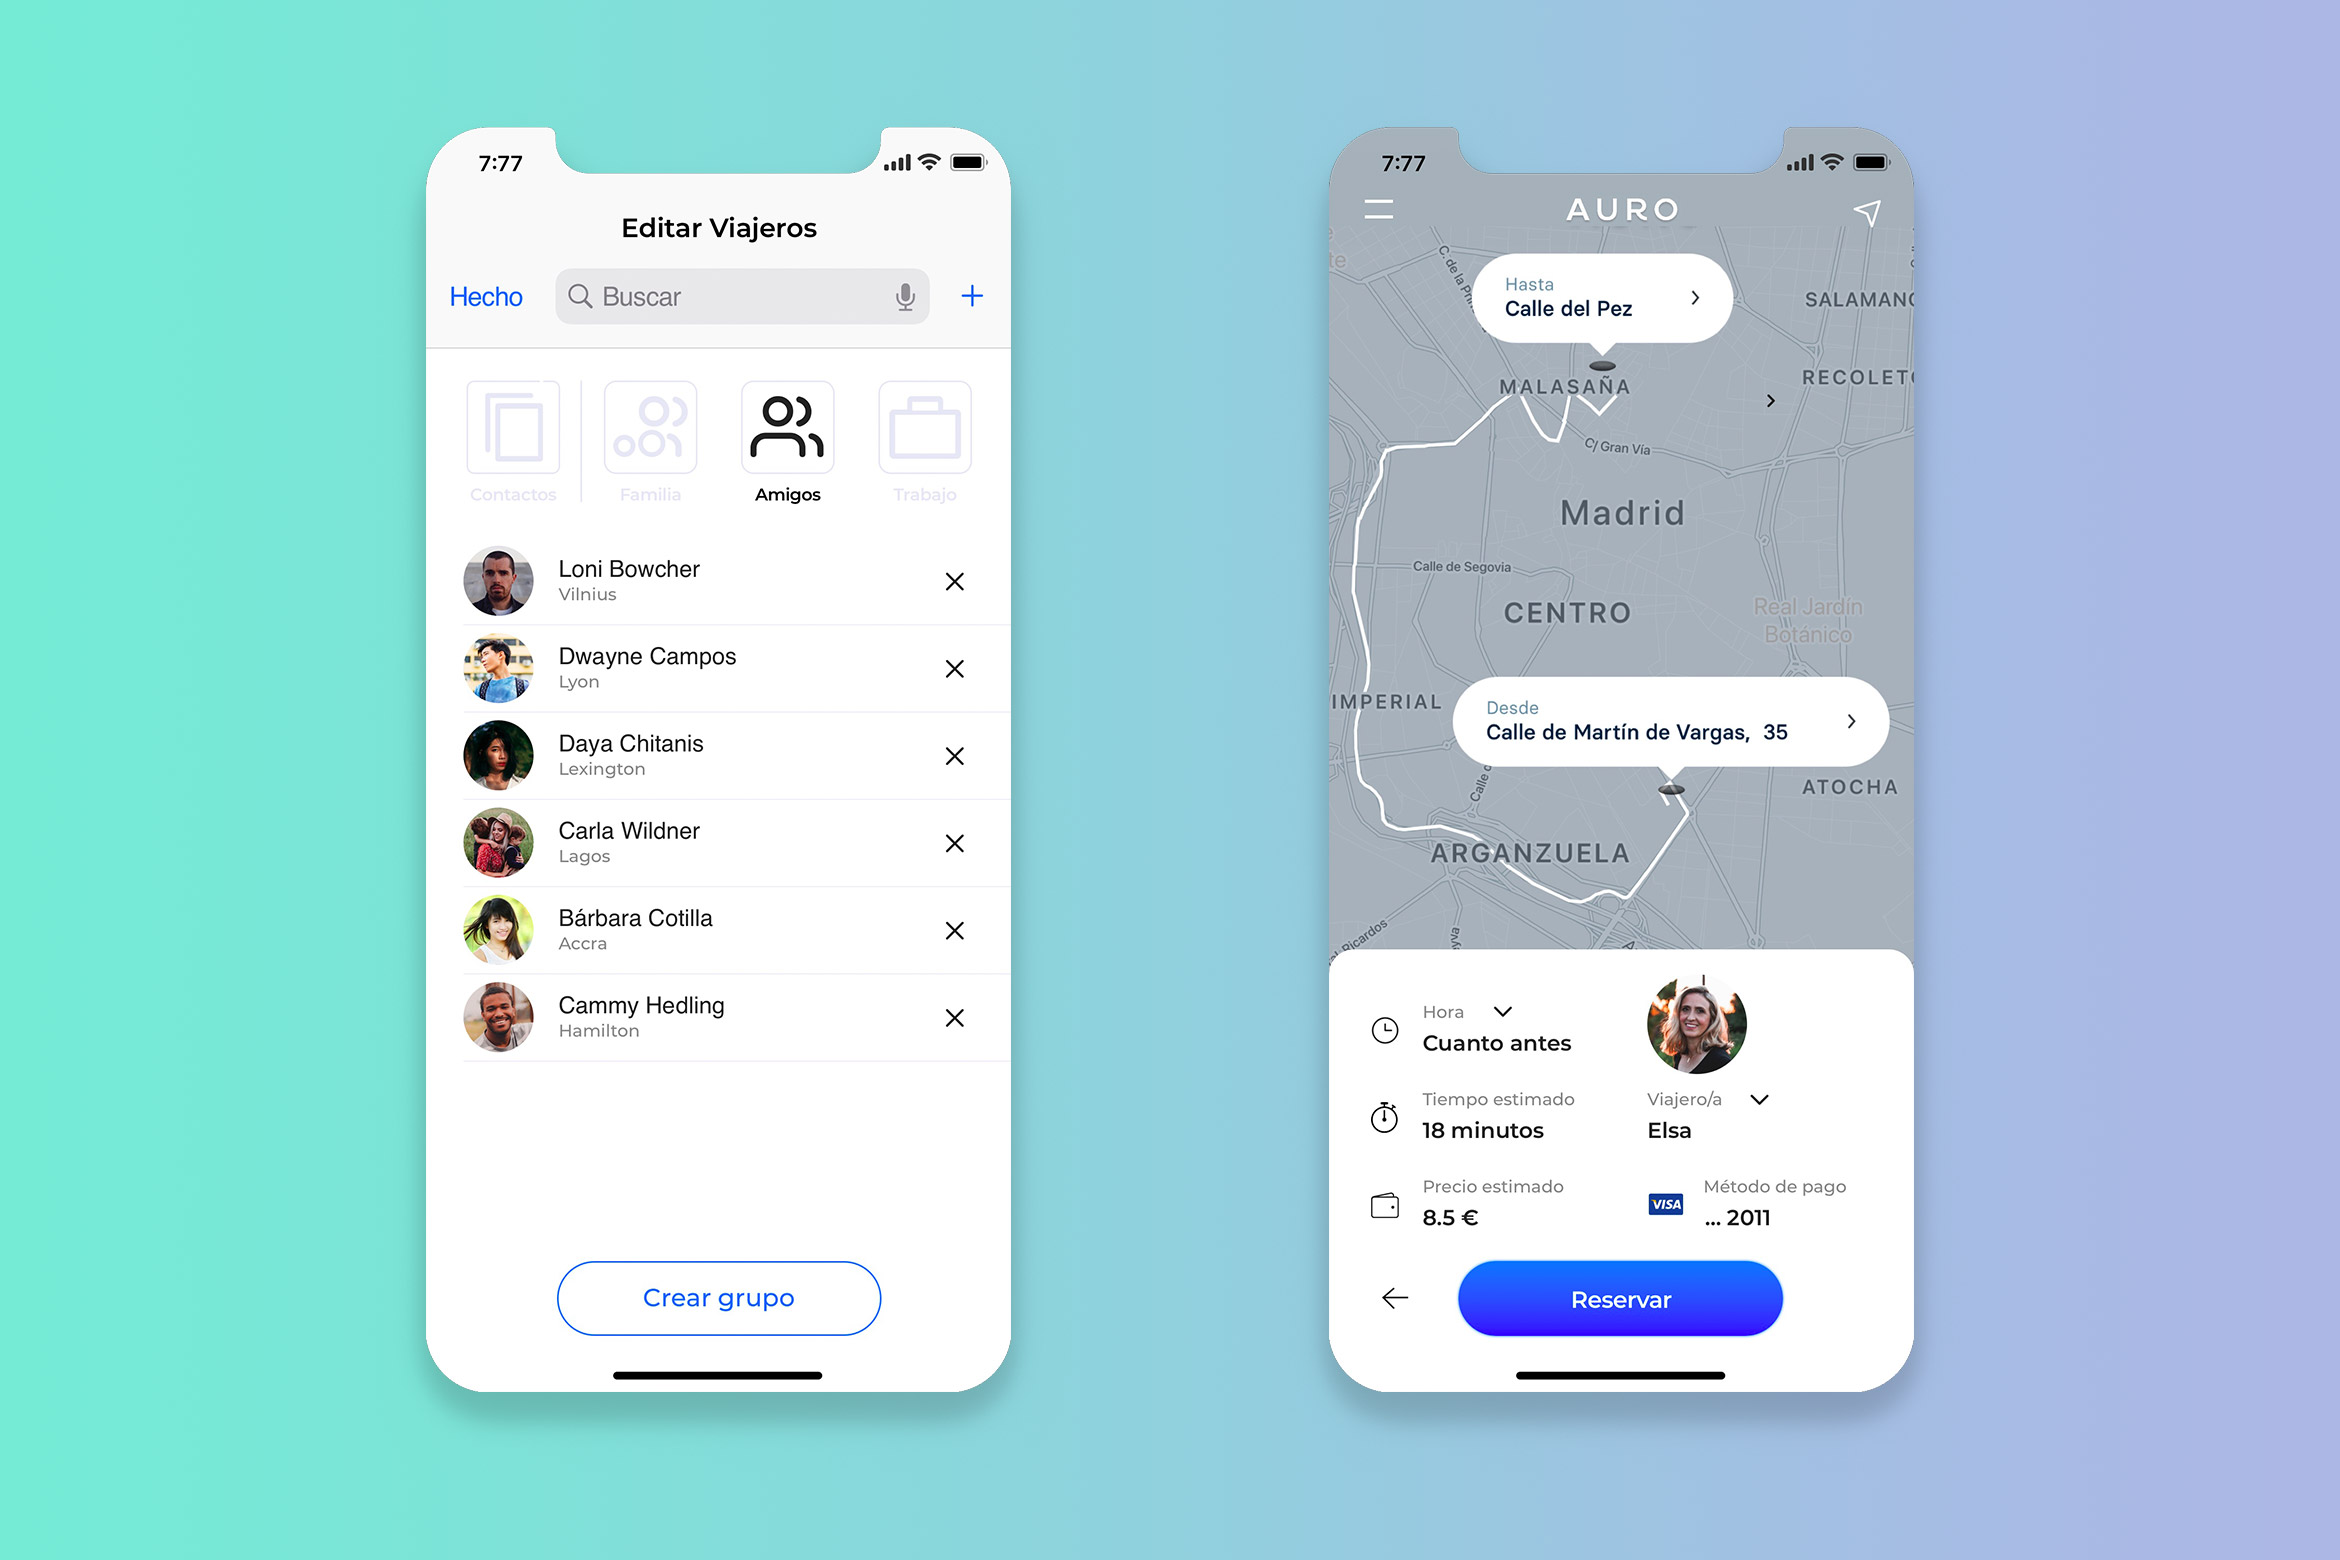 7:77
Editar Viajeros
Hecho
Buscar
Contactos
Familia
Amigos
Trabajo
Loni Bowcher
Vilnius
Dwayne Campos
Lyon
Daya Chitanis
Lexington
Carla Wildner
Lagos
Bárbara Cotilla
Accra
Cammy Hedling
Hamilton
Crear grupo
7:77
AURO
Hasta
Calle del Pez
SALAMANC
RECOLET
MALASAÑA
C/ Gran Vía
Madrid
Calle de Segovia
CENTRO
Real Jardín
Botánico
IMPERIAL
Desde
Calle de Martín de Vargas, 35
ATOCHA
ARGANZUELA
Ricardos
Hora
Cuanto antes
Tiempo estimado
18 minutos
Viajero/a
Elsa
Precio estimado
8.5 €
VISA
Método de pago
... 2011
Reservar